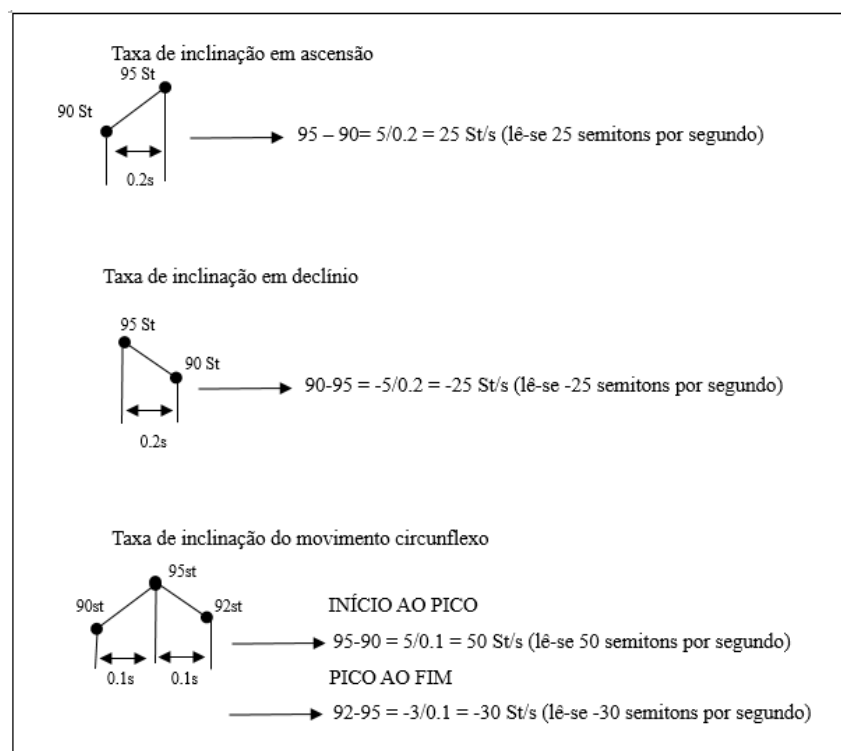 Taxa de inclinação em ascensão
95 St
90 St
95 – 90= 5/0.2 = 25 St/s (lê-se 25 semitons por segundo)
0.2s
Taxa de inclinação em declínio
95 St
90 St
90-95 = -5/0.2 = -25 St/s (lê-se -25 semitons por segundo)
0.2s
Taxa de inclinação do movimento circunflexo
95st
90st
92st
INÍCIO AO PICO
95-90 = 5/0.1 = 50 St/s (lê-se 50 semitons por segundo)
0.1s
0.1s
PICO AO FIM
92-95 = -3/0.1 = -30 St/s (lê-se -30 semitons por segundo)